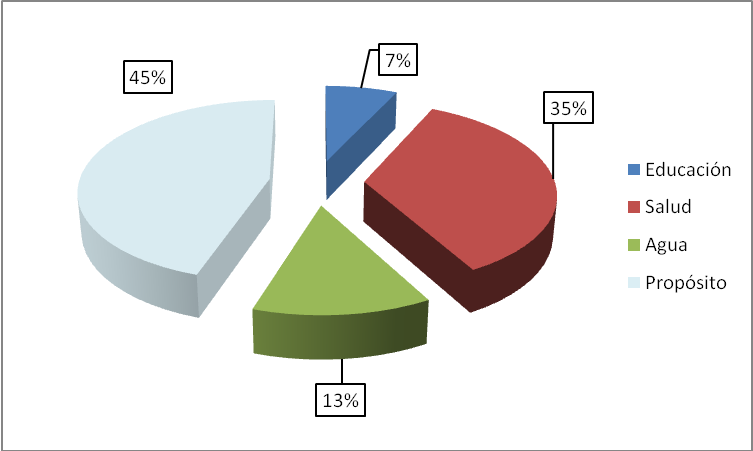 7%
45%
35%
13%
Educación
Salud
Agua
Propósito